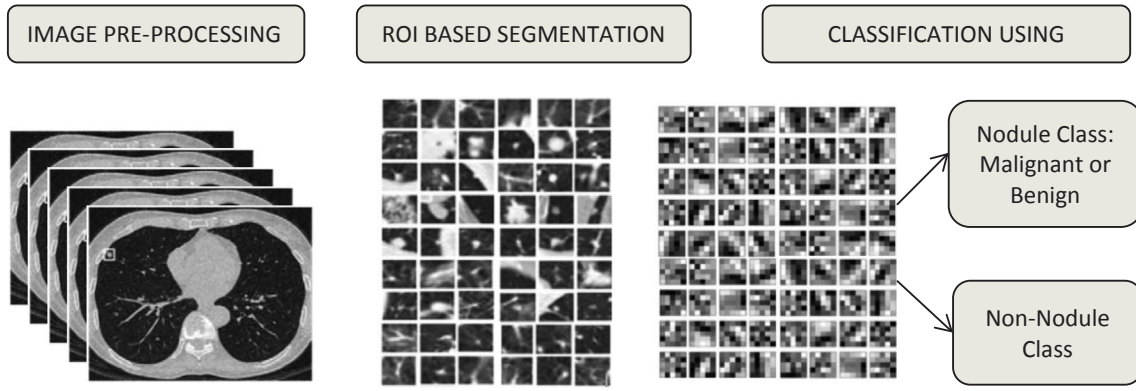 IMAGE PRE-PROCESSING
ROI BASED SEGMENTATION
CLASSIFICATION USING
Nodule Class:
Malignant or
Benign
Non-Nodule
Class